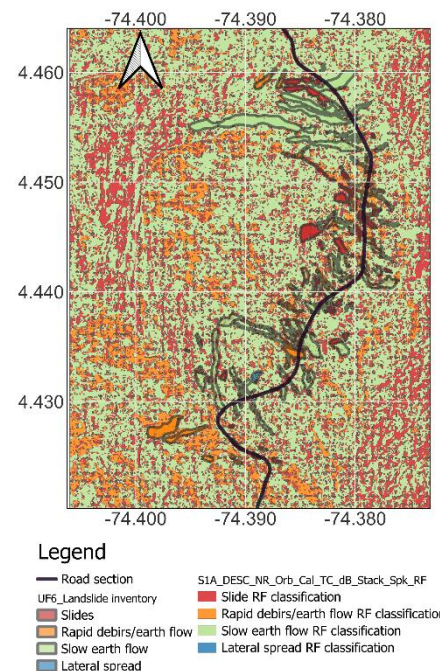 -74.400 -74.390 -74.380
4.460
4.450
4.440
4.430
-74.400 -74.390 -74.380
Legend
Road section
UF6_Landslide inventory
Slides
Rapid debirs/earth flow
Slow earth flow
Lateral spread
S1A_DESC_NR_Orb_Cal_TC_dB_Stack_Spk_RF
Slide RF classification
Rapid debris/earth flow RF classification
Slow earth flow RF classification
Lateral spread RF classification